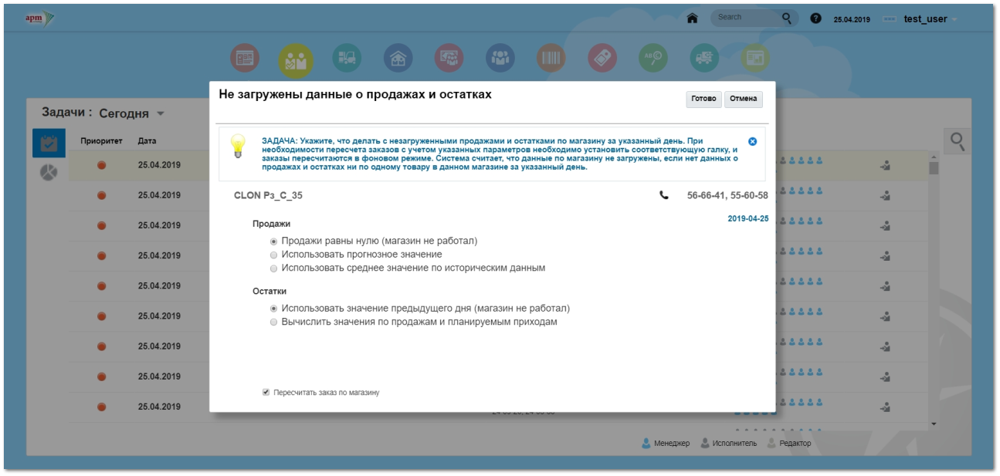 арт
Search
25.04.2019
test_user
Не загружены данные о продажах и остатках
Готово
Отмена
Задачи : Сегодня
ЗАДАЧА: Укажите, что делать с незагруженными продажами и остатками по магазину за указанный день. При
необходимости пересчета заказов с учетом указанных параметров необходимо установить соответствующую галку, и
заказы пересчитаются в фоновом режиме. Система считает, что данные по магазину не загружены, если нет данных о
продажах и остатках ни по одному товару в данном магазине за указанный день.
Приоритет Дата
25.04.2019
CLON Рз_С_35
56-66-41, 55-60-58
25.04.2019
2019-04-25
Продажи
25.04.2019
Продажи равны нулю (магазин не работал)
Использовать прогнозное значение
25.04.2019
Использовать среднее значение по историческим данным
25.04.2019
Остатки
Использовать значение предыдущего дня (магазин не работал)
25.04.2019
Вычислить значения по продажам и планируемым приходам
25.04.2019
25.04.2019
Пересчитать заказ по магазину
25.04.2019
Менеджер
Исполнитель
Редактор